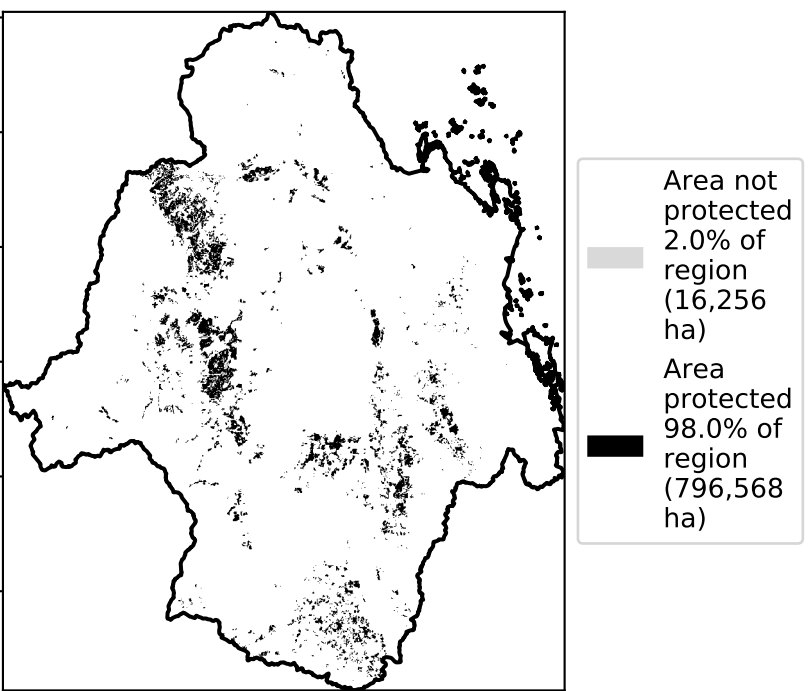 Area not
protected
2.0% of
region
(16,256
ha)
Area
protected
98.0% of
region
(796,568
ha)